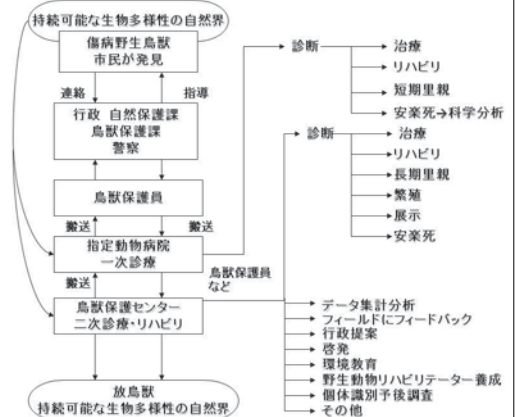 持続可能な生物多様性の自然界
傷病野生鳥獣
市民が発見
連絡
指導
行政 自然保護課
鳥獣保護課
警察
鳥獣保護員
搬送
搬送
指定動物病院
一次診療
搬送
鳥獣保護員
など
鳥獣保護センター
二次診療・リハビリ
放鳥獣
持続可能な生物多様性の自然界
診断
治療
リハビリ
短期里親
安楽死→科学分析
診断
治療
リハビリ
長期里親
繁殖
展示
安楽死
データ集計分析
フィールドにフィードバック
行政提案
啓発
環境教育
野生動物リハビリテーター養成
個体識別予後調査
その他